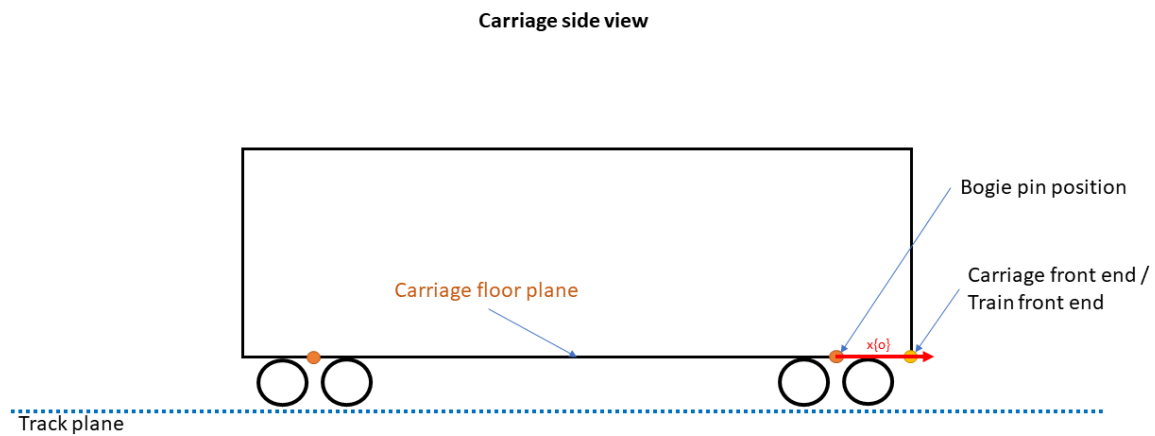 Carriage side view
Bogie pin position
Carriage front end /
Train front end
Carriage floor plane
x{o}
Track plane